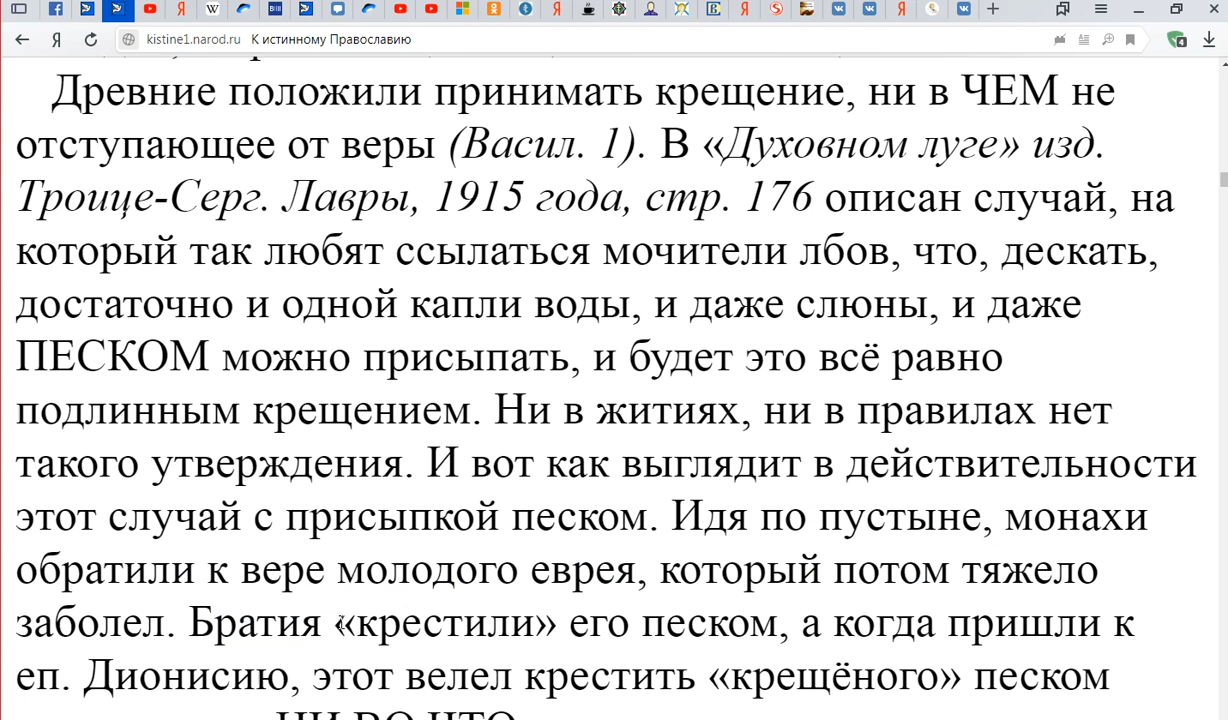 kistine1.narod.ru К истинному Православию
Древние положили принимать крещение, ни в ЧЕМ не
отступающее от веры (Васил. 1). В «Духовном луге» изд.
Троице-Серг. Лавры, 1915 года, стр. 176 описан случай, на
который так любят ссылаться мочители лбов, что, дескать,
достаточно и одной капли воды, и даже слюны, и даже
ПЕСКОМ можно присыпать, и будет это всё равно
подлинным крещением. Ни в житиях, ни в правилах нет
такого утверждения. И вот как выглядит в действительности
этот случай с присыпкой песком. Идя по пустыне, монахи
обратили к вере молодого еврея, который потом тяжело
заболел. Братия «крестили» его песком, а когда пришли к
еп. Дионисию, этот велел крестить «крещёного» песком
НИ ВО ЧТО